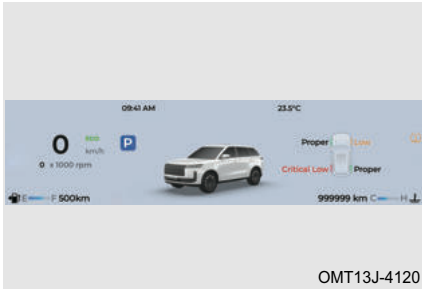 09:41 AM 23.5°C
0 km/h P Proper Low
0 x 1000 rpm
Critical Low Proper
E F 500km 999999 km C H
OMT13J-4120